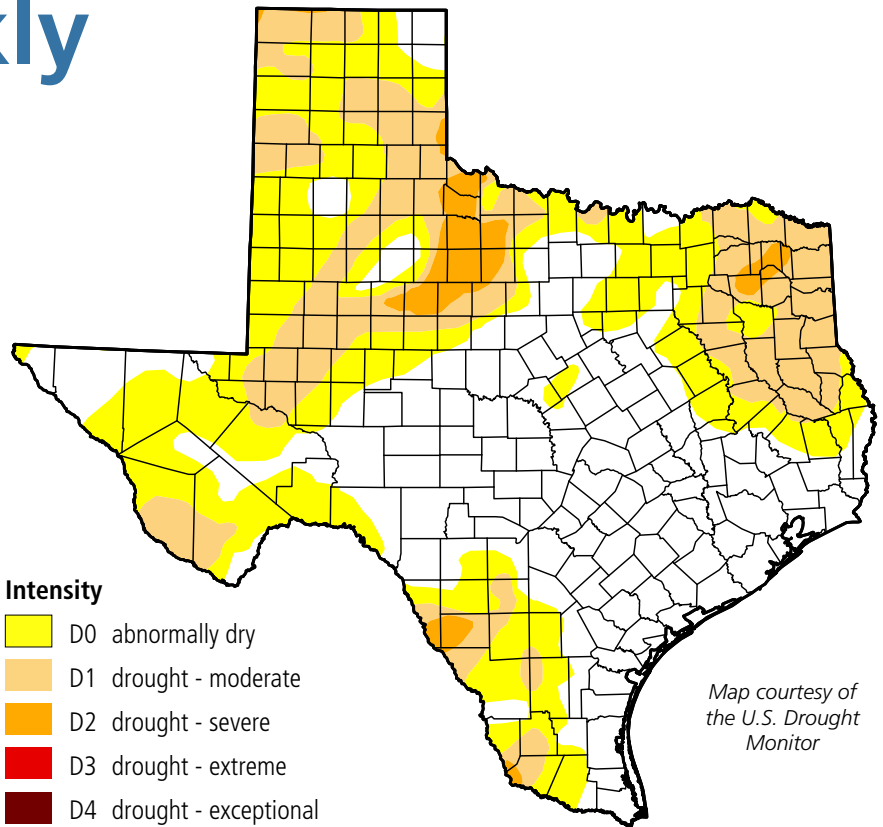 kly
Intensity
D0 abnormally dry
D1 drought - moderate
D2 drought - severe
D3 drought - extreme
D4 drought - exceptional
Map courtesy of
the U.S. Drought
Monitor